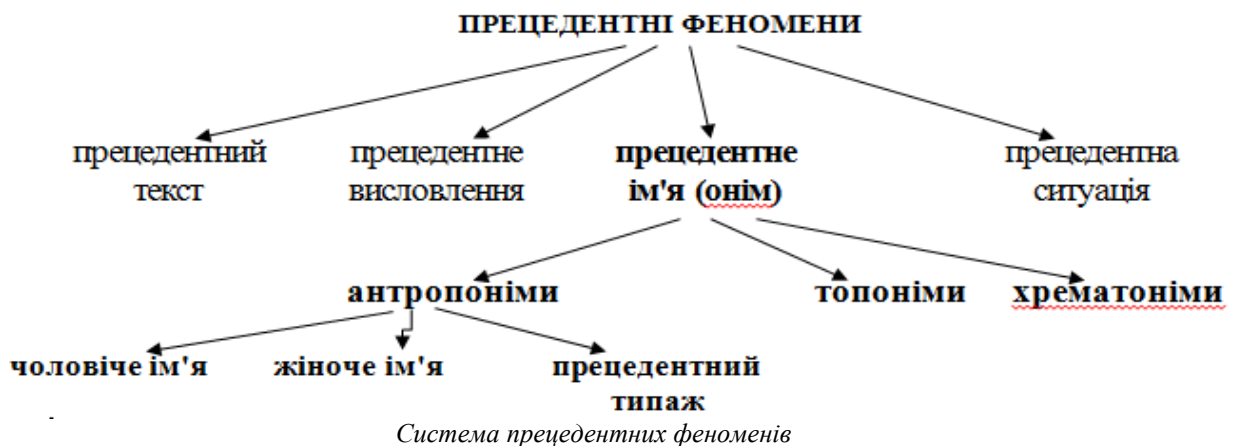 ПРЕЦЕДЕНТНІ ФЕНОМЕНИ
прецедентний прецедентне прецедентне прецедентна
текст висловлення ім'я (онім) ситуація
антропоніми топоніми хрематоніми
чоловіче ім'я жіноче ім'я прецедентний
типаж
-
Система прецедентних феноменів